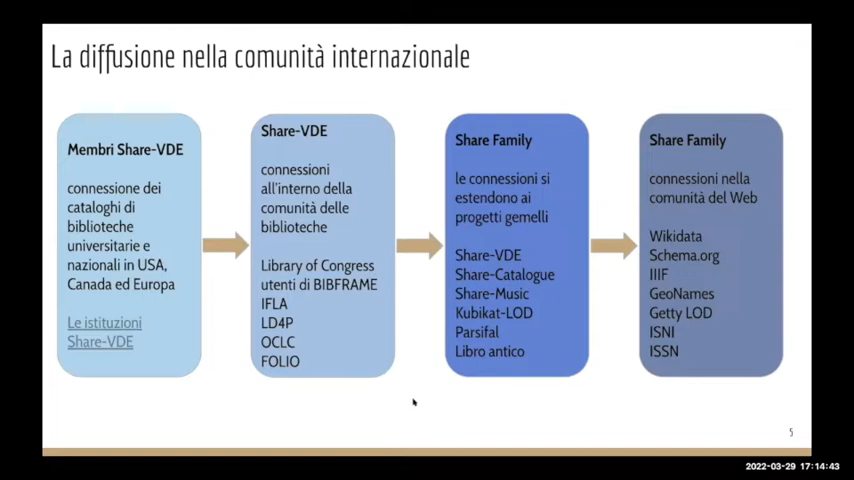 La diffusione nella comunità internazionale
Membri Share-VDE
connessione dei
cataloghi di
biblioteche
universitarie e
nazionali in USA,
Canada ed Europa
Le istituzioni
Share-VDE
Share-VDE
connessioni
all'interno della
comunità delle
biblioteche
Library of Congress
utenti di BIBFRAME
IFLA
LD4P
OCLC
FOLIO
Share Family
le connessioni si
estendono ai
progetti gemelli
Share-VDE
Share-Catalogue
Share-Music
Kubikat-LOD
Parsifal
Libro antico
Share Family
connessioni nella
comunità del Web
Wikidata
Schema.org
IIIF
GeoNames
Getty LOD
ISNI
ISSN
5
2022-03-29 17:14:43